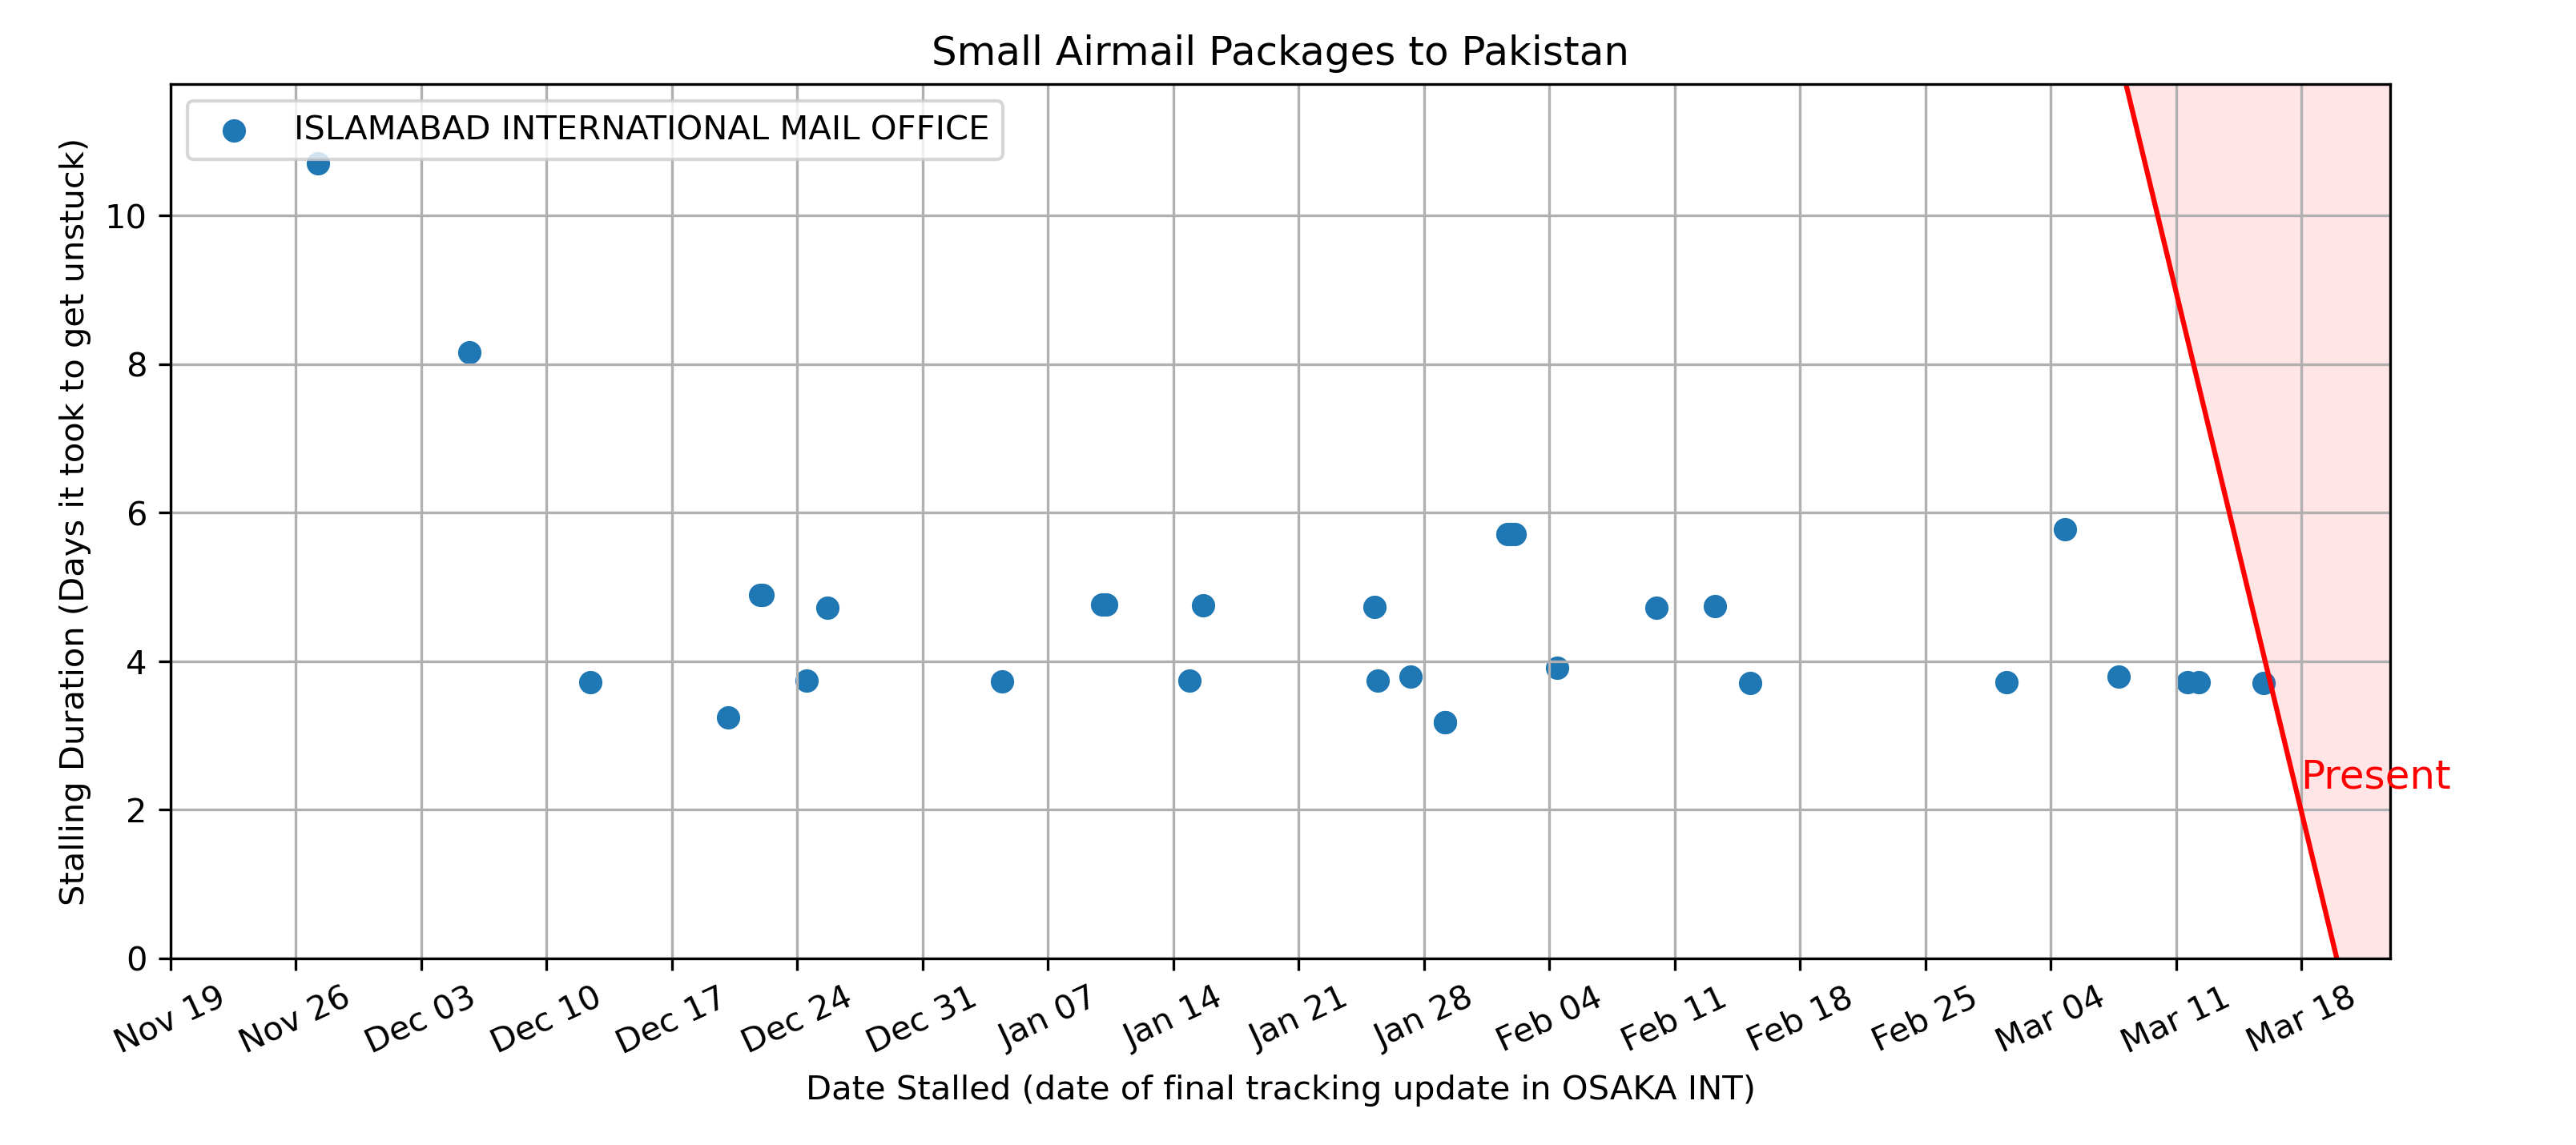 Small Airmail Packages to Pakistan
ISLAMABAD INTERNATIONAL MAIL OFFICE
Stalling Duration (Days it took to get unstuck)
10
8
6
4
2
0
Present
Nov 19
Nov 26
Dec 03
Dec 10
Dec 17
Dec 24
Dec 31
Jan 07
Jan 14
Jan 21
Jan 28
Feb 04
Feb 11
Feb 18
Feb 25
Mar 04
Mar 11
Mar 18
Date Stalled (date of final tracking update in OSAKA INT)